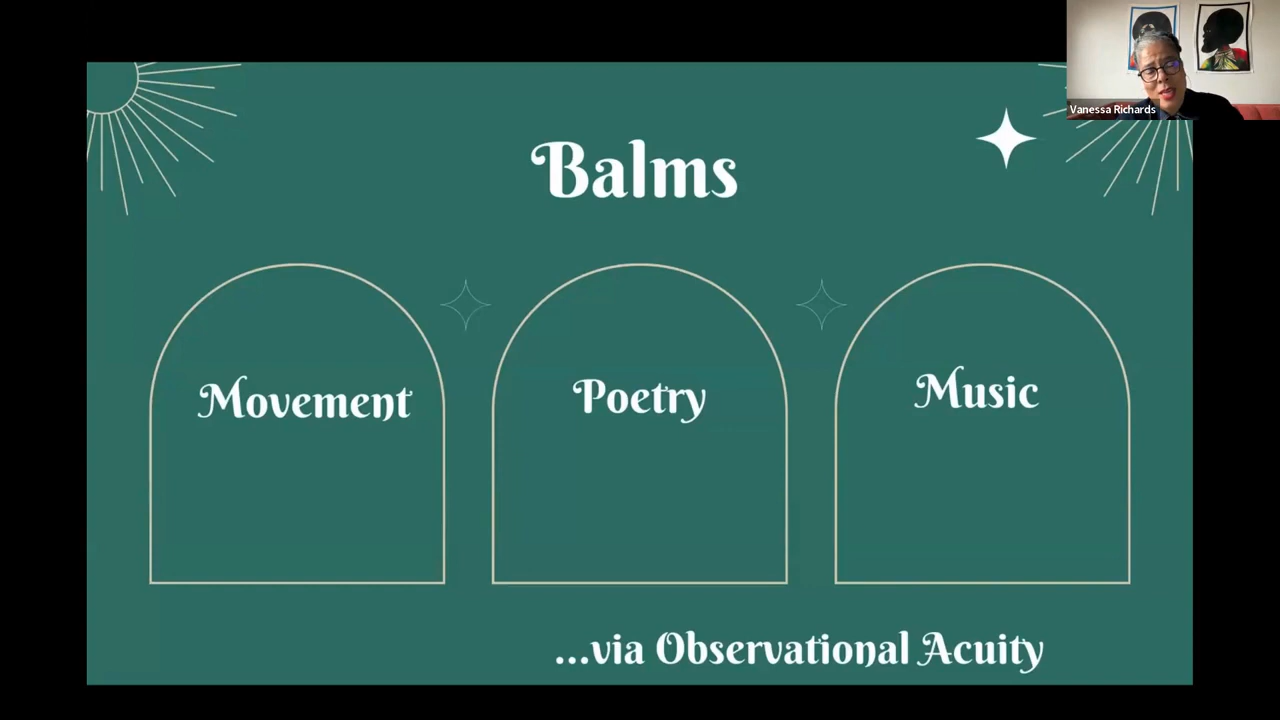 Vanessa Richards
Balms
Movement
Poetry
Music
...via Observational Acuity